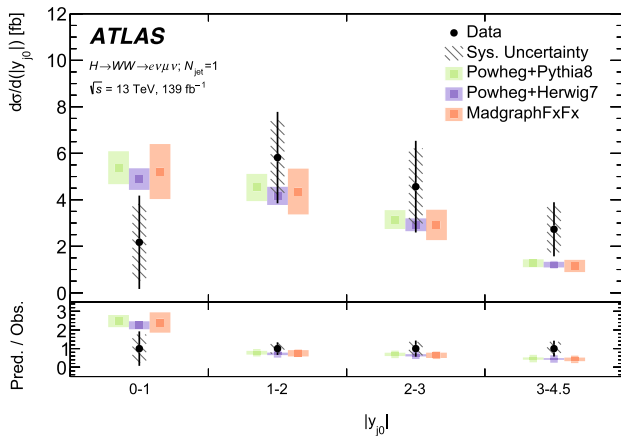 dσ/d(|y_j0|) [fb]
12
10
8
6
4
2
0
ATLAS
H→WW→eνμν; N_jet=1
√s = 13 TeV, 139 fb⁻¹
Data
Sys. Uncertainty
Powheg+Pythia8
Powheg+Herwig7
MadgraphFxFx
Pred. / Obs.
3
2
1
0
0-1 1-2 2-3 3-4.5
|y_j0|